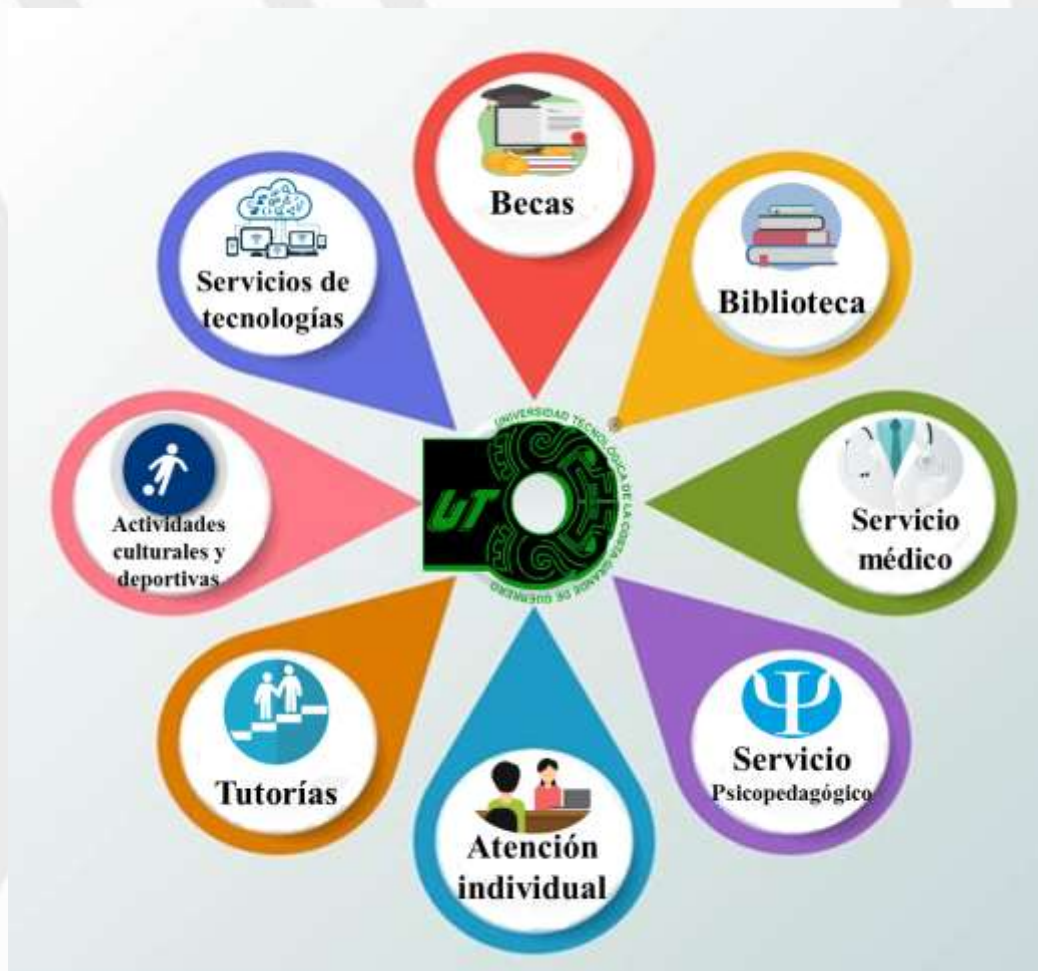 Becas
Biblioteca
Servicio
médico
Servicio
Psicopedagógico
Atención
individual
Tutorías
Actividades
culturales y
deportivas
Servicios de
tecnologías
UT
UNIVERSIDAD TECNOLÓGICA DE LA COSTA GRANDE DE GUERRERO
®